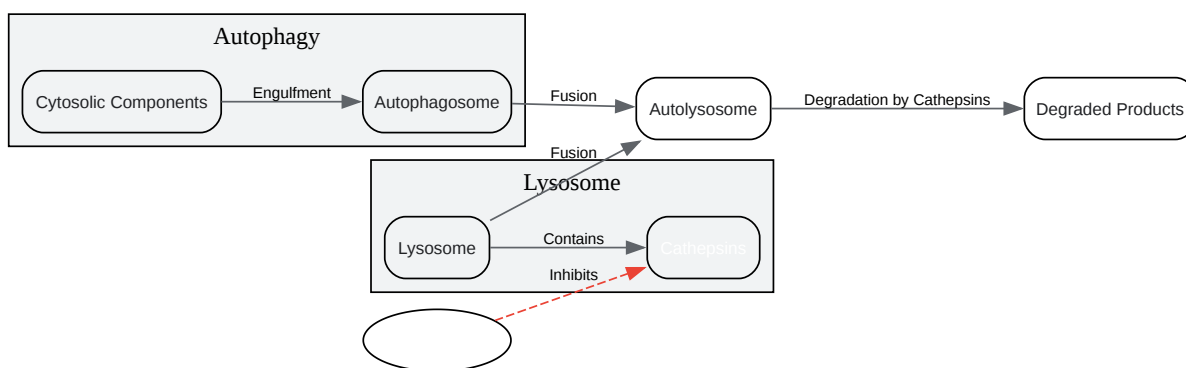 Autophagy
Cytosolic Components
Engulfment
Autophagosome
Fusion
Autolysosome
Degradation by Cathepsins
Degraded Products
Fusion
Lysosome
Lysosome
Contains
Cathepsins
Inhibits